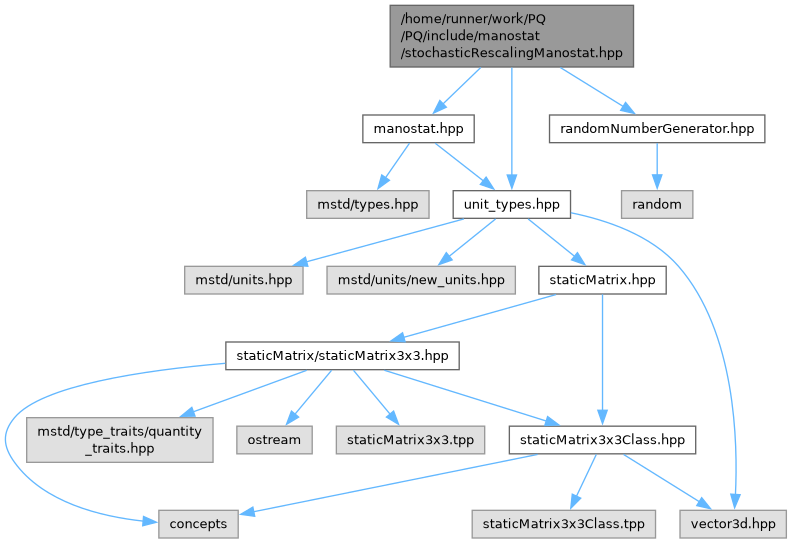 /home/runner/work/PQ
/PQ/include/manostat
/stochasticRescalingManostat.hpp
manostat.hpp
randomNumberGenerator.hpp
mstd/types.hpp
unit_types.hpp
random
mstd/units.hpp
mstd/units/new_units.hpp
staticMatrix.hpp
staticMatrix/staticMatrix3x3.hpp
mstd/type_traits/quantity
_traits.hpp
ostream
staticMatrix3x3.tpp
staticMatrix3x3Class.hpp
concepts
staticMatrix3x3Class.tpp
vector3d.hpp